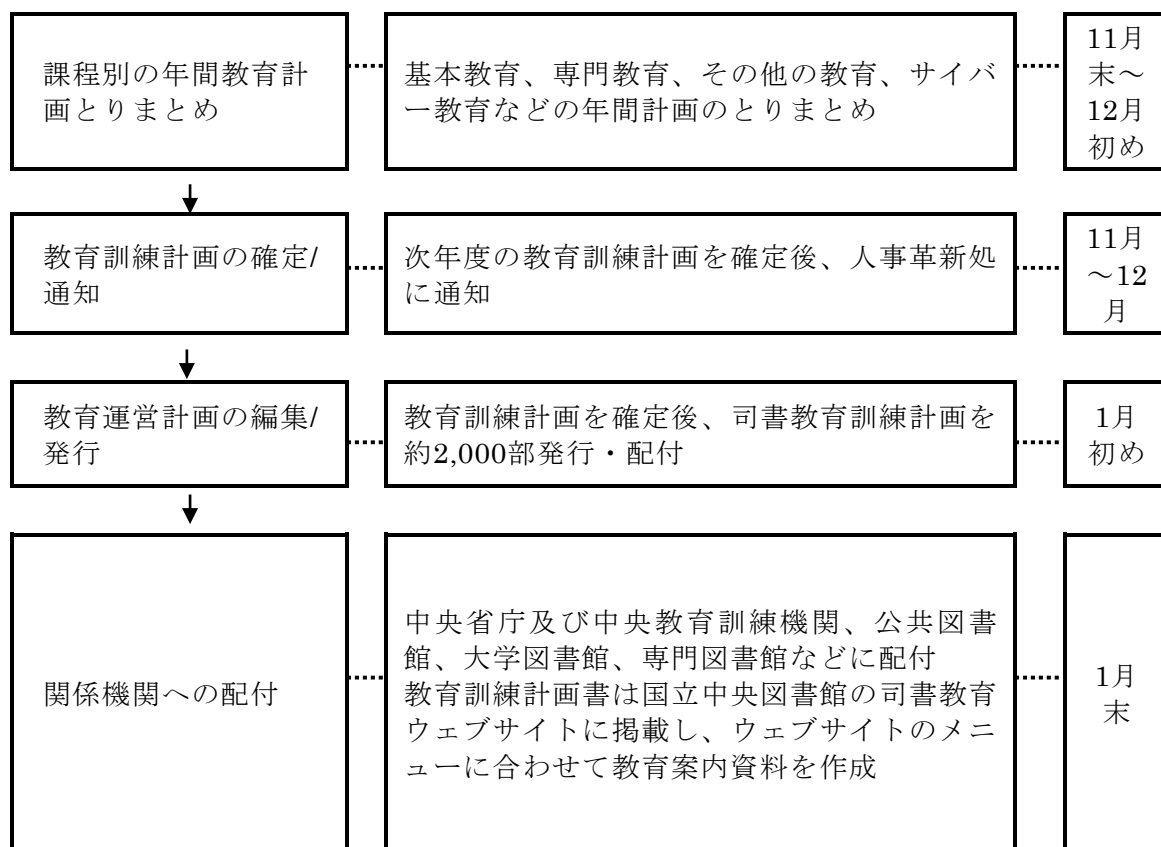 課程別の年間教育計
画とりまとめ
基本教育、専門教育、その他の教育、サイバ
ー教育などの年間計画のとりまとめ
11月
末～
12月
初め
教育訓練計画の確定/
通知
次年度の教育訓練計画を確定後、人事革新処
に通知
11月
～12
月
教育運営計画の編集/
発行
教育訓練計画を確定後、司書教育訓練計画を
約2,000部発行・配付
1月
初め
関係機関への配付
中央省庁及び中央教育訓練機関、公共図書
館、大学図書館、専門図書館などに配付
教育訓練計画書は国立中央図書館の司書教育
ウェブサイトに掲載し、ウェブサイトのメニ
ューに合わせて教育案内資料を作成
1月
末